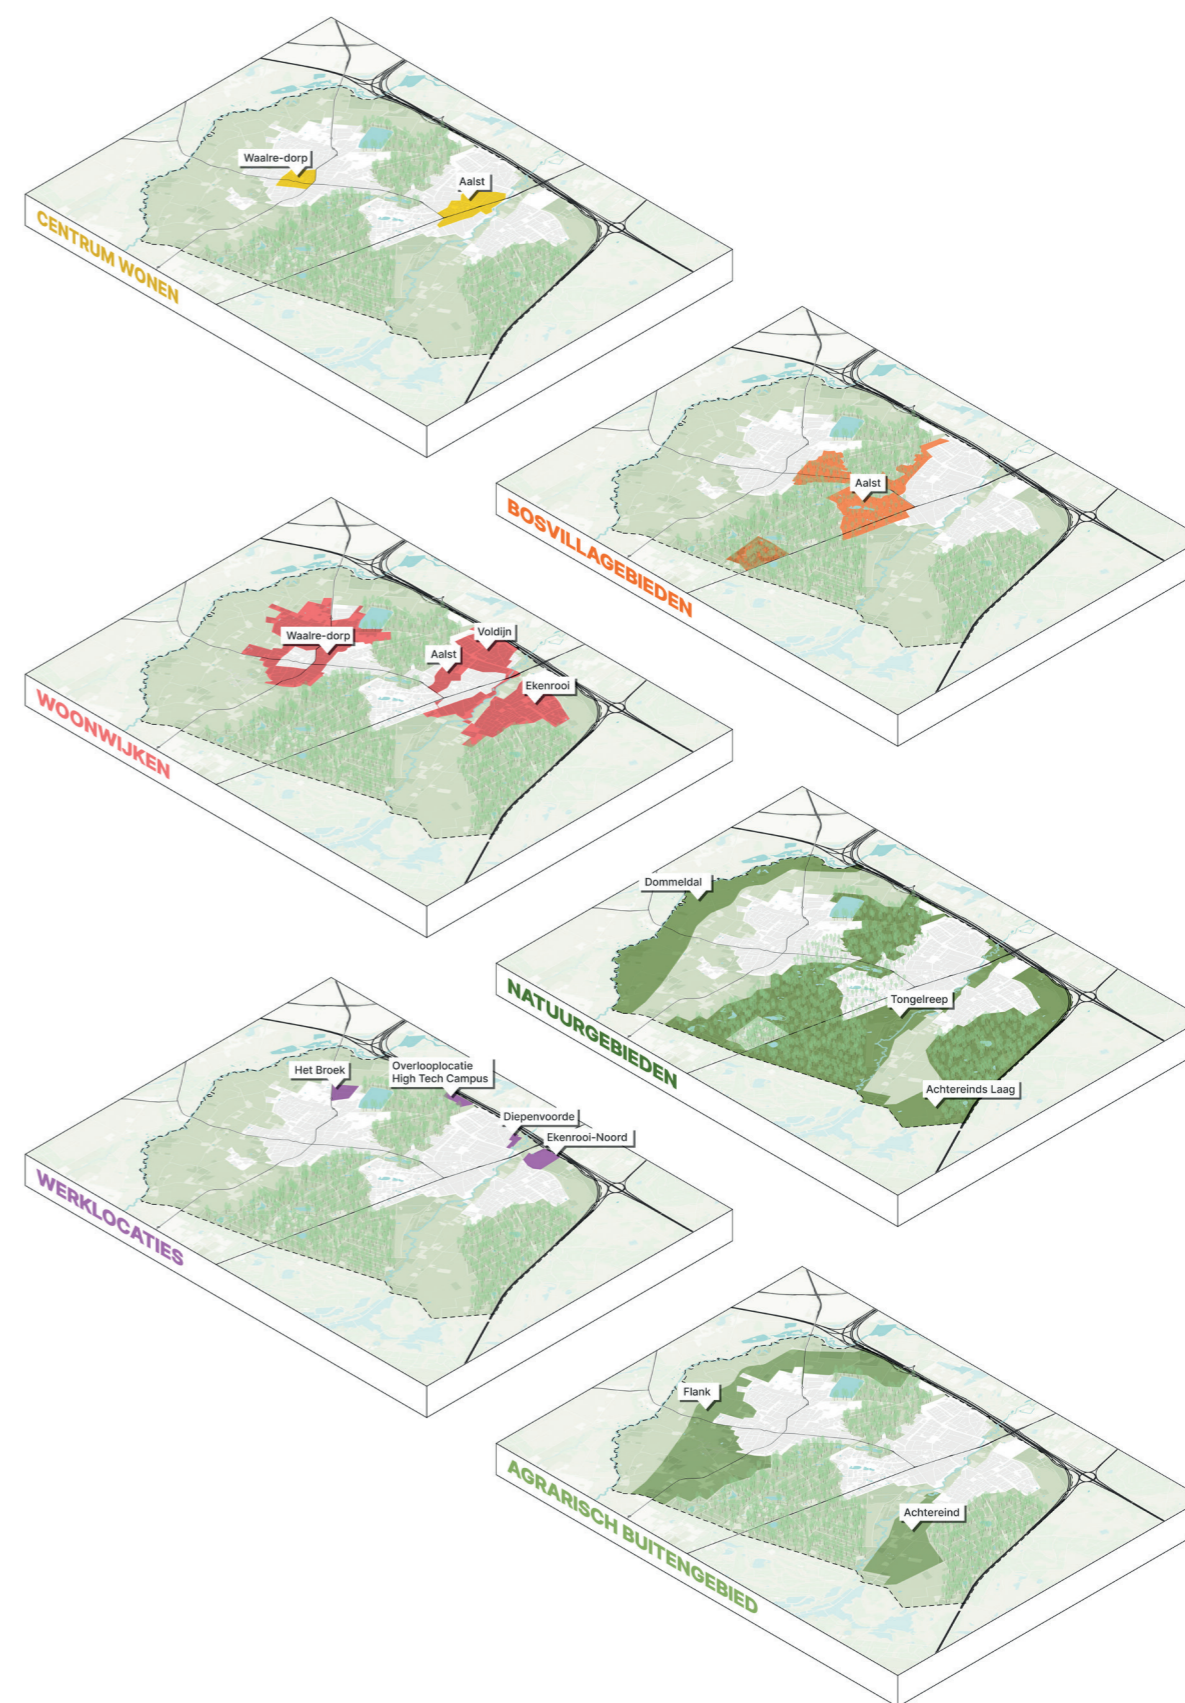 Waalre-dorp
Aalst
CENTRUM WONEN
Aalst
BOSVILLAGEBIEDEN
Waalre-dorp
Voldijn
Aalst
Ekenrooi
WOONWIJKEN
Dommeldal
Tongelreep
Achtereinds Laag
NATUURGEBIEDEN
Het Broek
Overlooplocatie
High Tech Campus
Diepenvoorde
Ekenrooi-Noord
WERKLOCATIES
Flank
Achtereind
AGRARISCH BUITENGEBIED